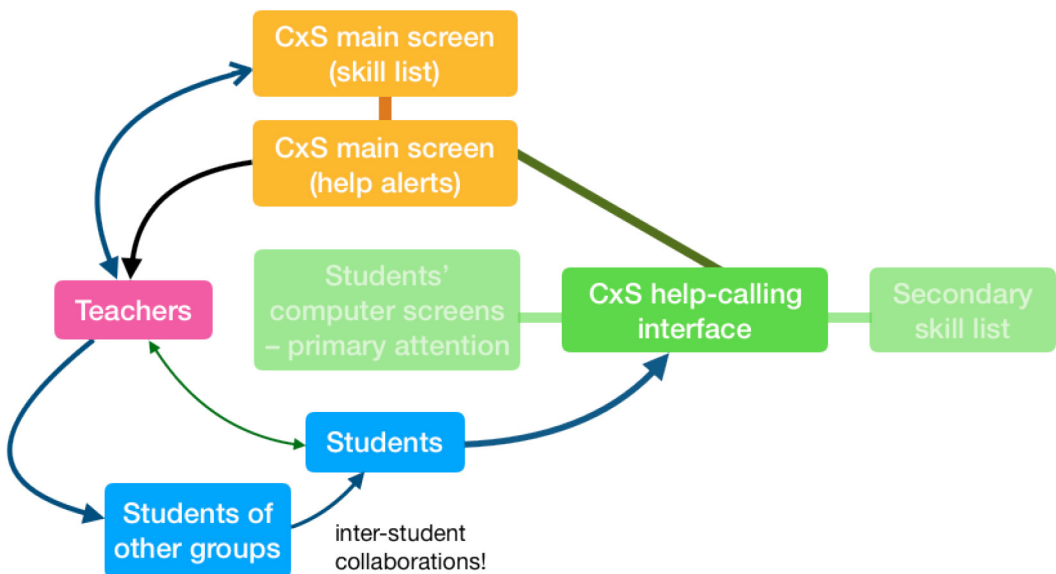 CxS main screen
(skill list)
CxS main screen
(help alerts)
Students’
computer screens
– primary attention
CxS help-calling
interface
Secondary
skill list
Teachers
Students
Students of
other groups
inter-student
collaborations!